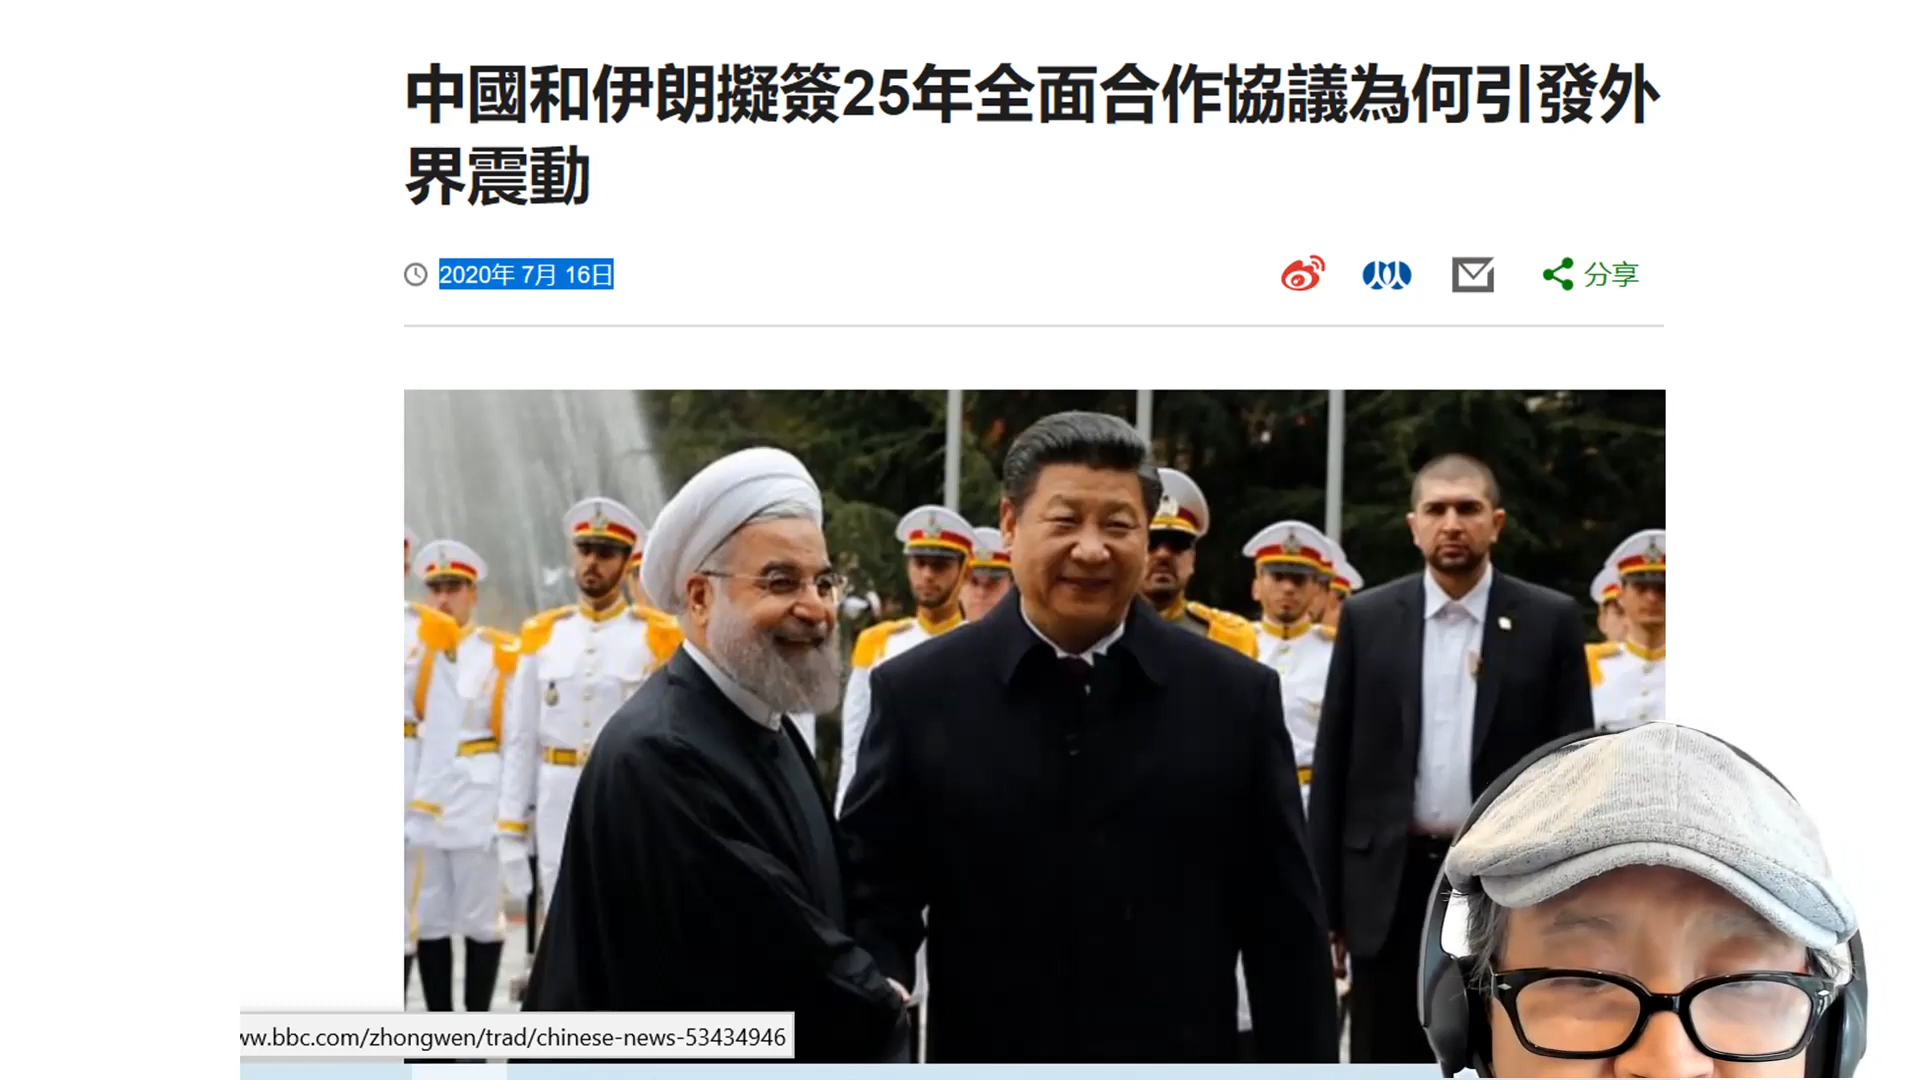 中國和伊朗擬簽25年全面合作協議為何引發外
界震動
2020年 7月 16日
分享
ww.bbc.com/zhongwen/trad/chinese-news-53434946